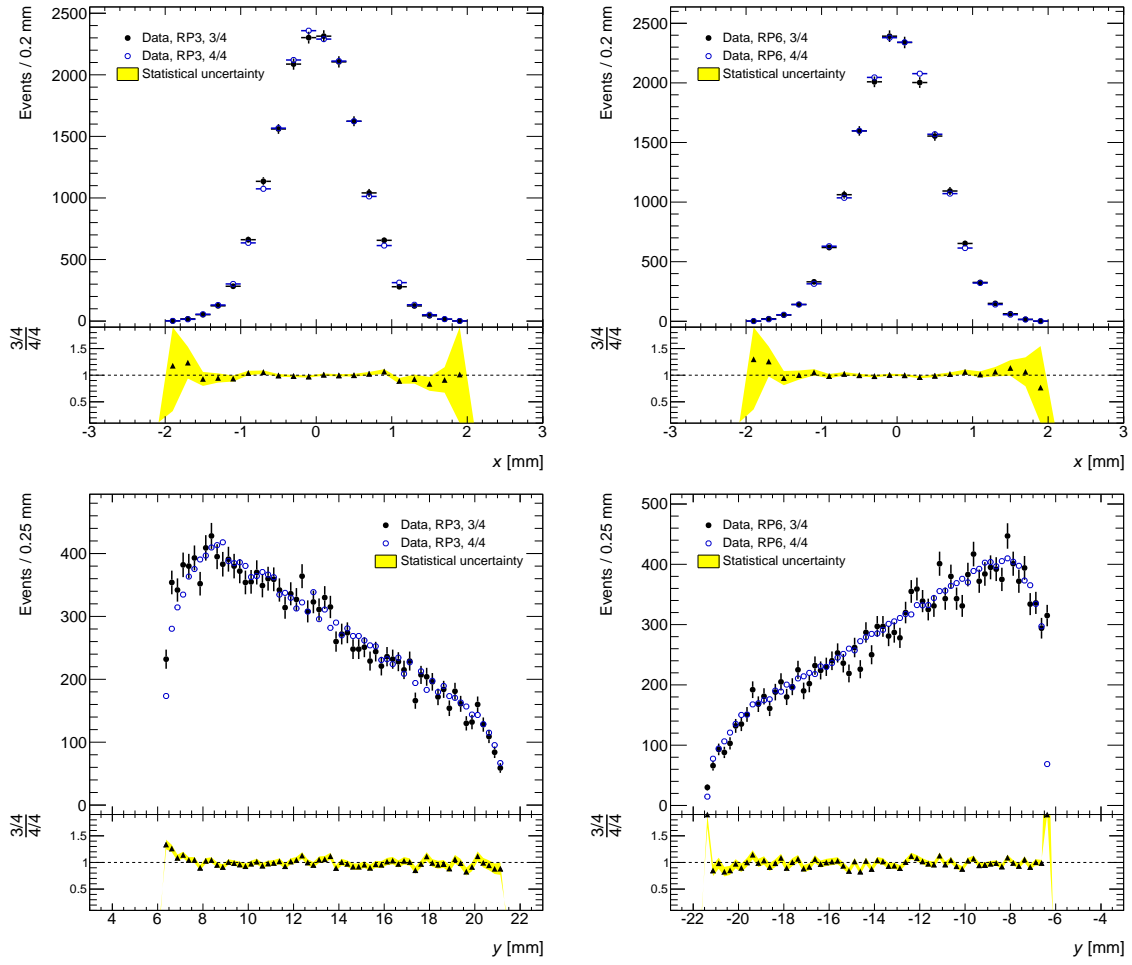 Events / 0.2 mm
2500
2000
1500
1000
500
0
Data, RP3, 3/4
Data, RP3, 4/4
Statistical uncertainty
3/4
4/4
1.5
1
0.5
-3 -2 -1 0 1 2 3
x [mm]
Events / 0.2 mm
2500
2000
1500
1000
500
0
Data, RP6, 3/4
Data, RP6, 4/4
Statistical uncertainty
3/4
4/4
1.5
1
0.5
-3 -2 -1 0 1 2 3
x [mm]
Events / 0.25 mm
400
300
200
100
0
Data, RP3, 3/4
Data, RP3, 4/4
Statistical uncertainty
3/4
4/4
1.5
1
0.5
4 6 8 10 12 14 16 18 20 22
y [mm]
Events / 0.25 mm
500
400
300
200
100
0
Data, RP6, 3/4
Data, RP6, 4/4
Statistical uncertainty
3/4
4/4
1.5
1
0.5
-22 -20 -18 -16 -14 -12 -10 -8 -6 -4
y [mm]